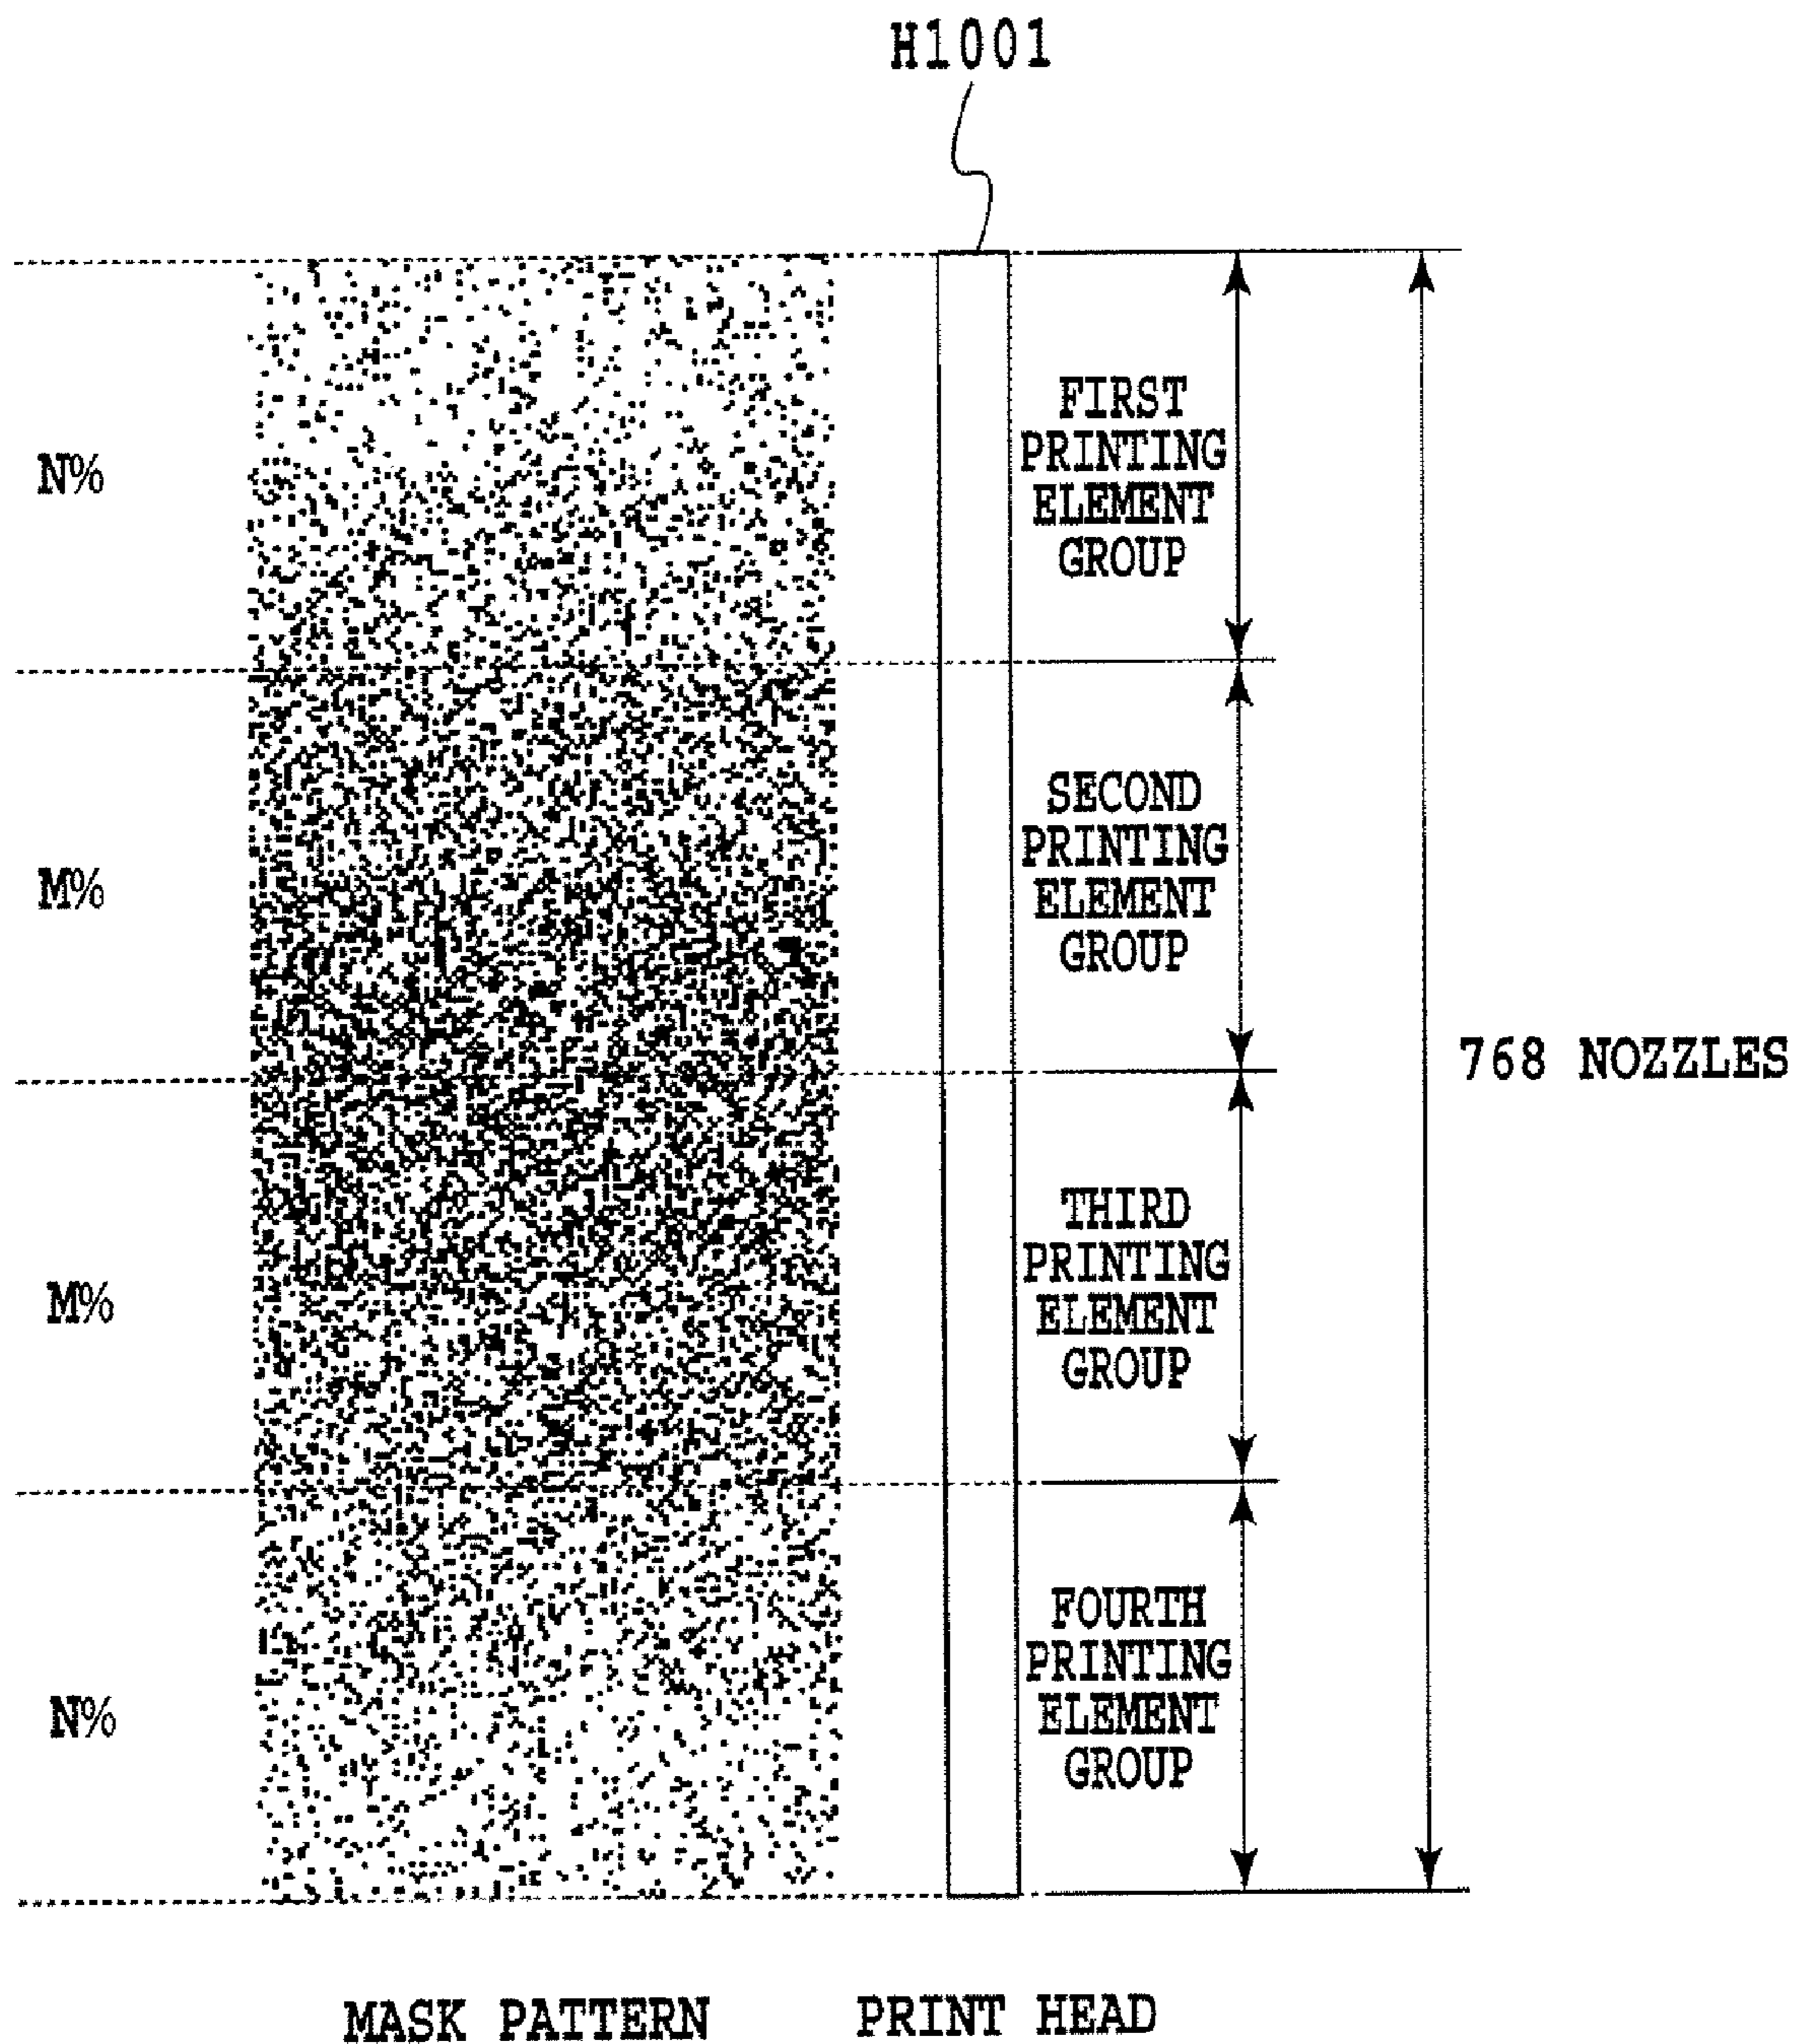 H1001
N%
FIRST
PRINTING
ELEMENT
GROUP
M%
SECOND
PRINTING
ELEMENT
GROUP
768 NOZZLES
M%
THIRD
PRINTING
ELEMENT
GROUP
N%
FOURTH
PRINTING
ELEMENT
GROUP
MASK PATTERN
PRINT HEAD